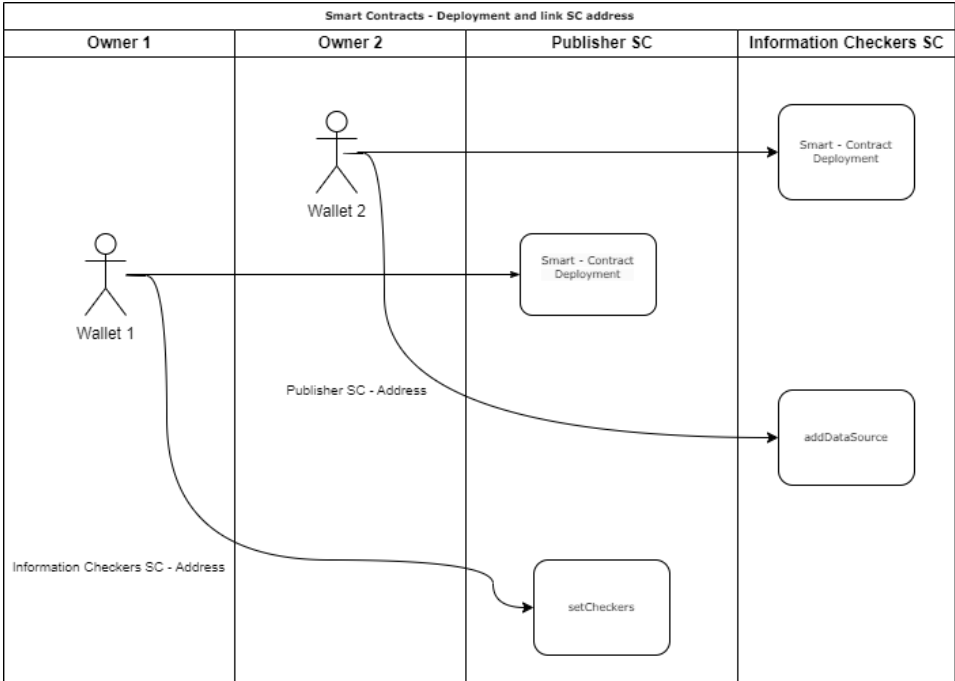 Smart Contracts - Deployment and link SC address
Owner 1
Owner 2
Publisher SC
Information Checkers SC
Smart - Contract
Deployment
Wallet 2
Smart - Contract
Deployment
Wallet 1
Publisher SC - Address
addDataSource
Information Checkers SC - Address
setCheckers